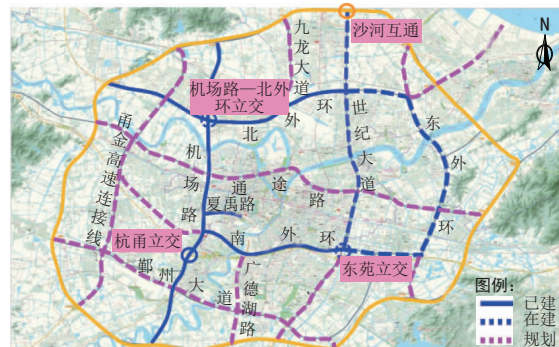 沙河互通
九龙大道
机场路—北外
环立交
北外环
世纪大道
东外环
甬金高速连接线
机场路
通途路
夏禹路
杭甬立交
南外环
东苑立交
鄞州大道
广德湖路
图例：
已建
在建
规划